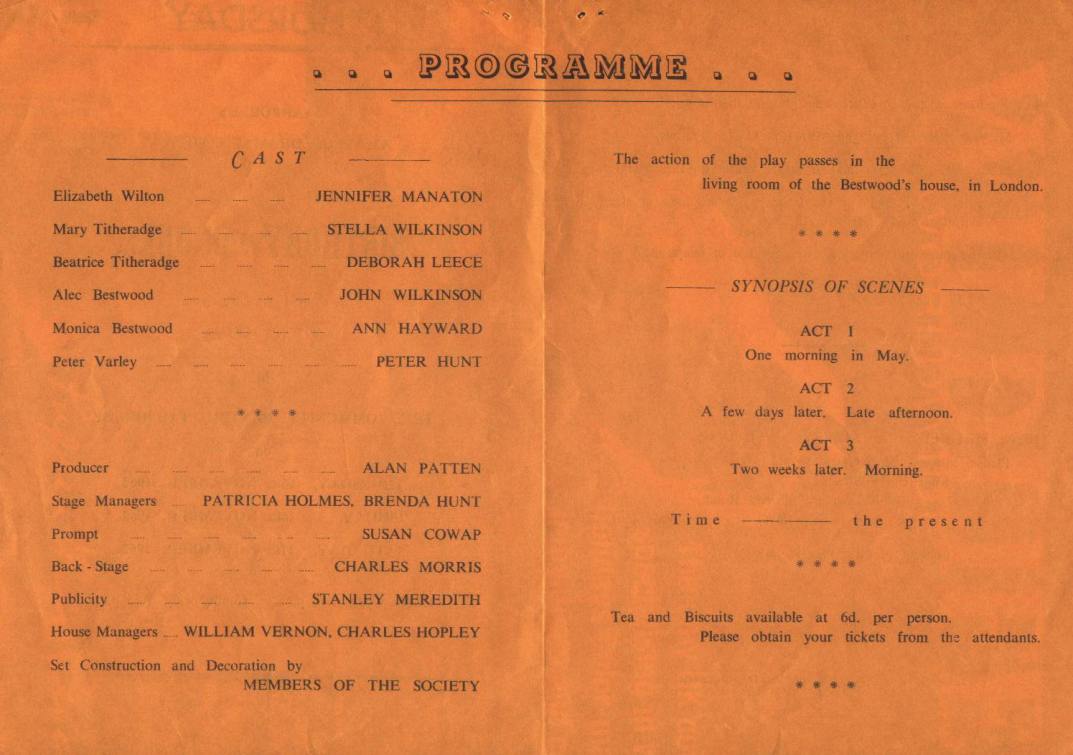 ... PROGRAMME ...
CAST
Elizabeth Wilton ..... ..... ..... JENNIFER MANATON
Mary Titheradge ..... ..... ..... ..... STELLA WILKINSON
Beatrice Titheradge ..... ..... ..... ..... DEBORAH LEECE
Alec Bestwood ..... ..... ..... ..... JOHN WILKINSON
Monica Bestwood ..... ..... ..... ..... ANN HAYWARD
Peter Varley ..... ..... ..... ..... ..... ..... PETER HUNT
* * * *
Producer ..... ..... ..... ..... ..... ..... ALAN PATTEN
Stage Managers ..... PATRICIA HOLMES, BRENDA HUNT
Prompt ..... ..... ..... ..... ..... ..... SUSAN COWAP
Back - Stage ..... ..... ..... ..... ..... CHARLES MORRIS
Publicity ..... ..... ..... ..... ..... STANLEY MEREDITH
House Managers .... WILLIAM VERNON, CHARLES HOPLEY
Set Construction and Decoration by
MEMBERS OF THE SOCIETY
The action of the play passes in the
living room of the Bestwood's house, in London.
* * * *
SYNOPSIS OF SCENES
ACT 1
One morning in May.
ACT 2
A few days later. Late afternoon.
ACT 3
Two weeks later. Morning.
Time ——— the present
* * * *
Tea and Biscuits available at 6d. per person.
Please obtain your tickets from the attendants.
* * * *